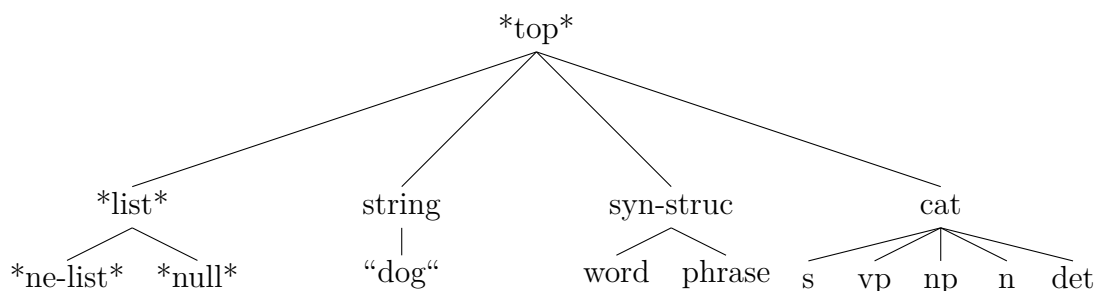 *top*
*list* string syn-struc cat
*ne-list* *null* “dog“ word phrase s vp np n det